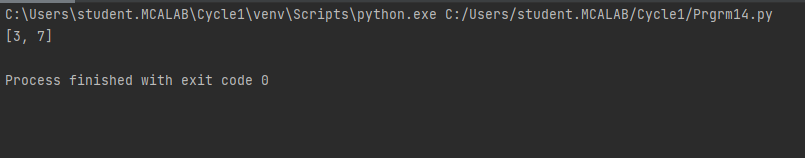 C:\Users\student.MCALAB\Cycle1\venv\Scripts\python.exe C:/Users/student.MCALAB/Cycle1/Prgrm14.py
[3, 7]
Process finished with exit code 0